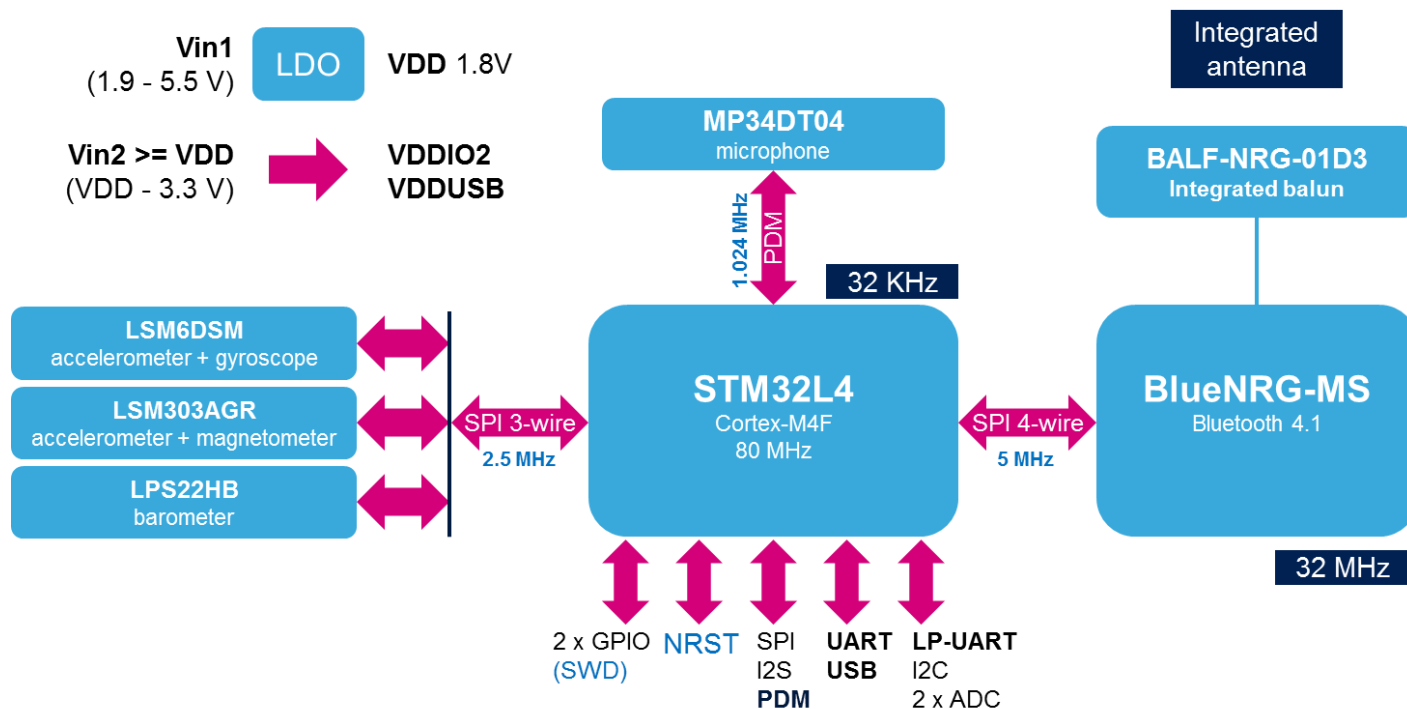 Vin1
(1.9 - 5.5 V)
LDO
VDD 1.8V
Vin2 >= VDD
(VDD - 3.3 V)
VDDIO2
VDDUSB
MP34DT04
microphone
1.024 MHz
PDM
32 KHz
Integrated
antenna
BALF-NRG-01D3
Integrated balun
LSM6DSM
accelerometer + gyroscope
LSM303AGR
accelerometer + magnetometer
LPS22HB
barometer
SPI 3-wire
2.5 MHz
STM32L4
Cortex-M4F
80 MHz
SPI 4-wire
5 MHz
BlueNRG-MS
Bluetooth 4.1
32 MHz
2 x GPIO
(SWD)
NRST
SPI
I2S
PDM
UART
USB
LP-UART
I2C
2 x ADC